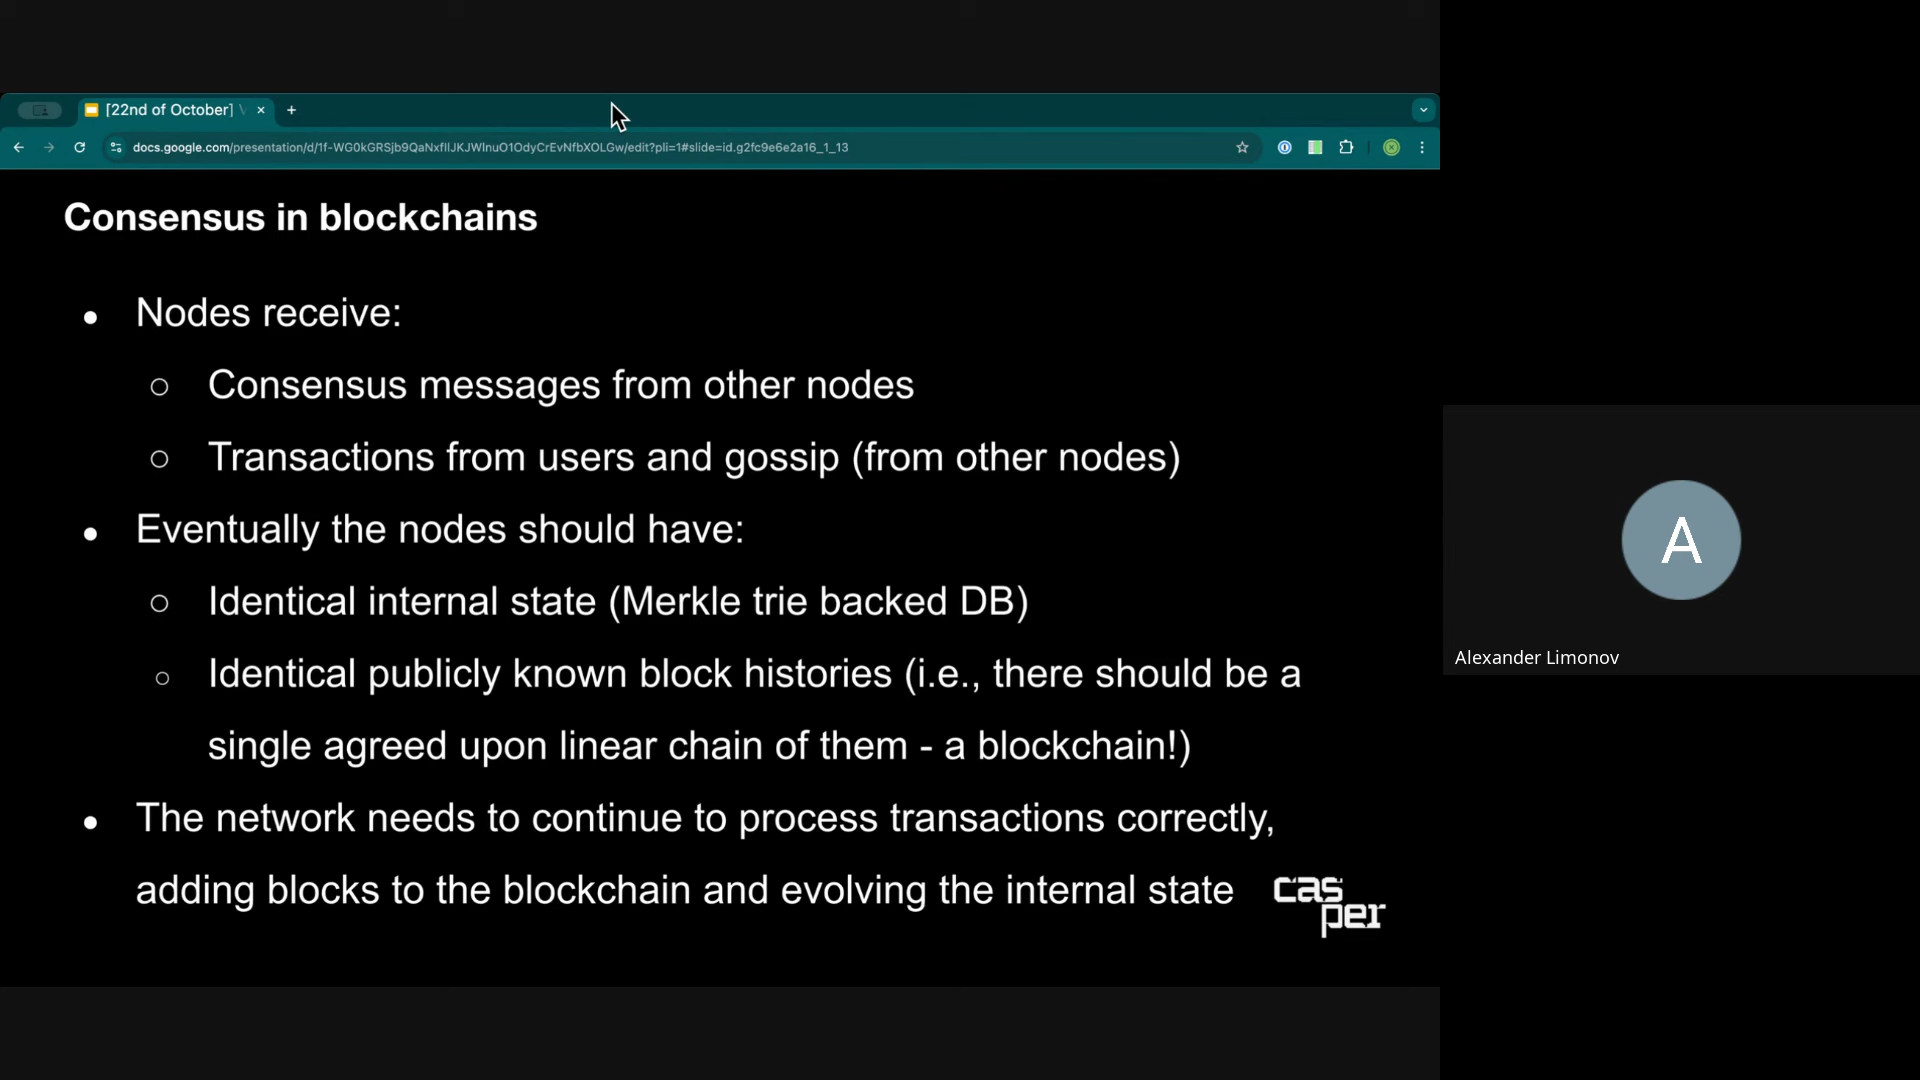 [22nd of October]
docs.google.com/presentation/d/1f-WG0kGRSjb9QaNxfIlJKJWlnuO1OdyCrEvNfbXOLGw/edit?pli=1#slide=id.g2fc9e6e2a16_1_13
Consensus in blockchains
● Nodes receive:
○ Consensus messages from other nodes
○ Transactions from users and gossip (from other nodes)
● Eventually the nodes should have:
○ Identical internal state (Merkle trie backed DB)
○ Identical publicly known block histories (i.e., there should be a
single agreed upon linear chain of them - a blockchain!)
● The network needs to continue to process transactions correctly,
adding blocks to the blockchain and evolving the internal state
cas
per
A
Alexander Limonov